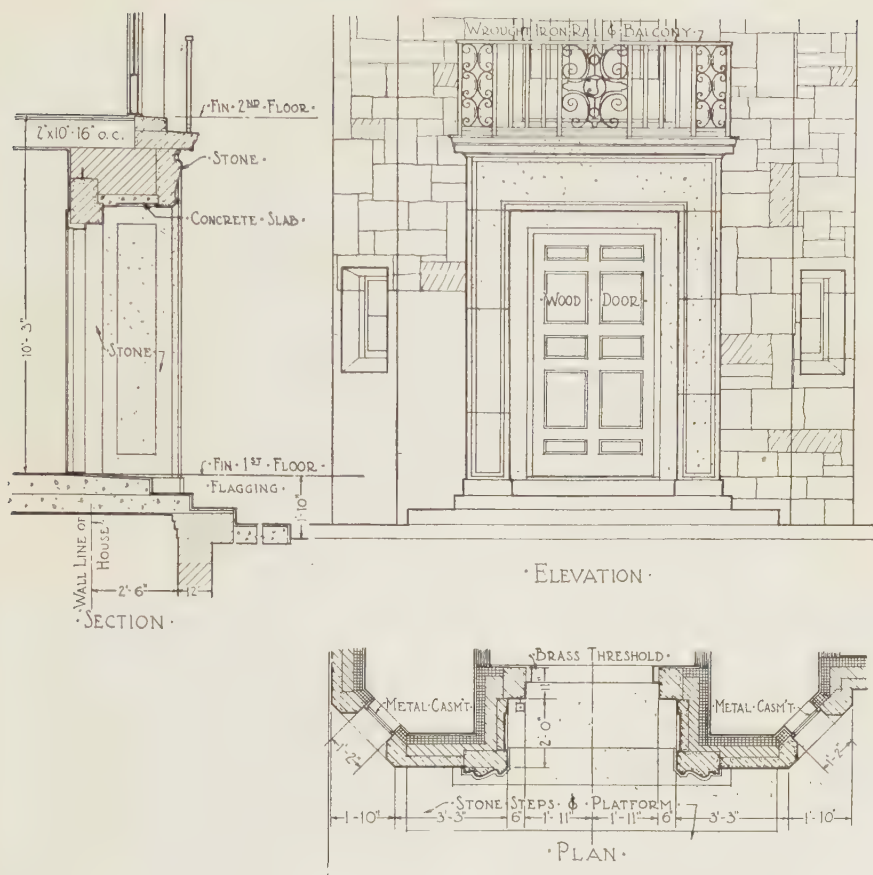 WROUGHT IRON RAIL & BALCONY
FIN. 2ND FLOOR
2"x10"-16" o.c.
STONE
CONCRETE SLAB
WOOD DOOR
10'-3"
STONE
FIN. 1ST FLOOR
FLAGGING
1'-10"
WALL LINE OF
HOUSE
2'-6"
12"
SECTION
ELEVATION
BRASS THRESHOLD
11"
METAL CASM'T.
METAL CASM'T.
2'-0"
1'-2"
1'-2"
STONE STEPS & PLATFORM
1'-10" 3'-3" 6" 1'-11" 1'-11" 6" 3'-3" 1'-10"
PLAN